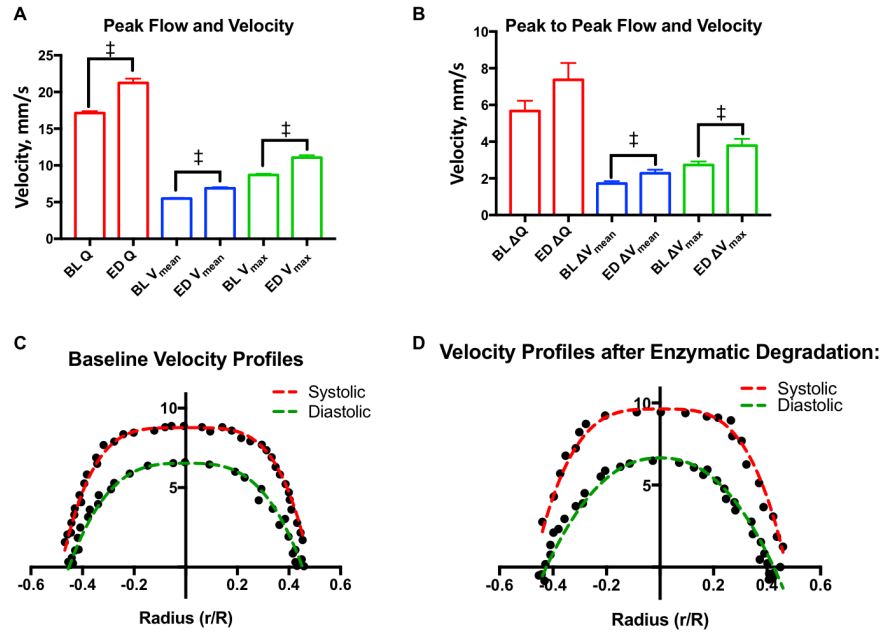 A
Peak Flow and Velocity
Velocity, mm/s
25
20
15
10
5
0
‡
‡
‡
BL Q
ED Q
BL Vmean
ED Vmean
BL Vmax
ED Vmax
B
Peak to Peak Flow and Velocity
Velocity, mm/s
10
8
6
4
2
0
‡
‡
BL ΔQ
ED ΔQ
BL ΔVmean
ED ΔVmean
BL ΔVmax
ED ΔVmax
C
Baseline Velocity Profiles
Systolic
Diastolic
10
5
-0.6
-0.4
-0.2
0.0
0.2
0.4
0.6
Radius (r/R)
D
Velocity Profiles after Enzymatic Degradation:
Systolic
Diastolic
10
5
-0.6
-0.4
-0.2
0.0
0.2
0.4
0.6
Radius (r/R)